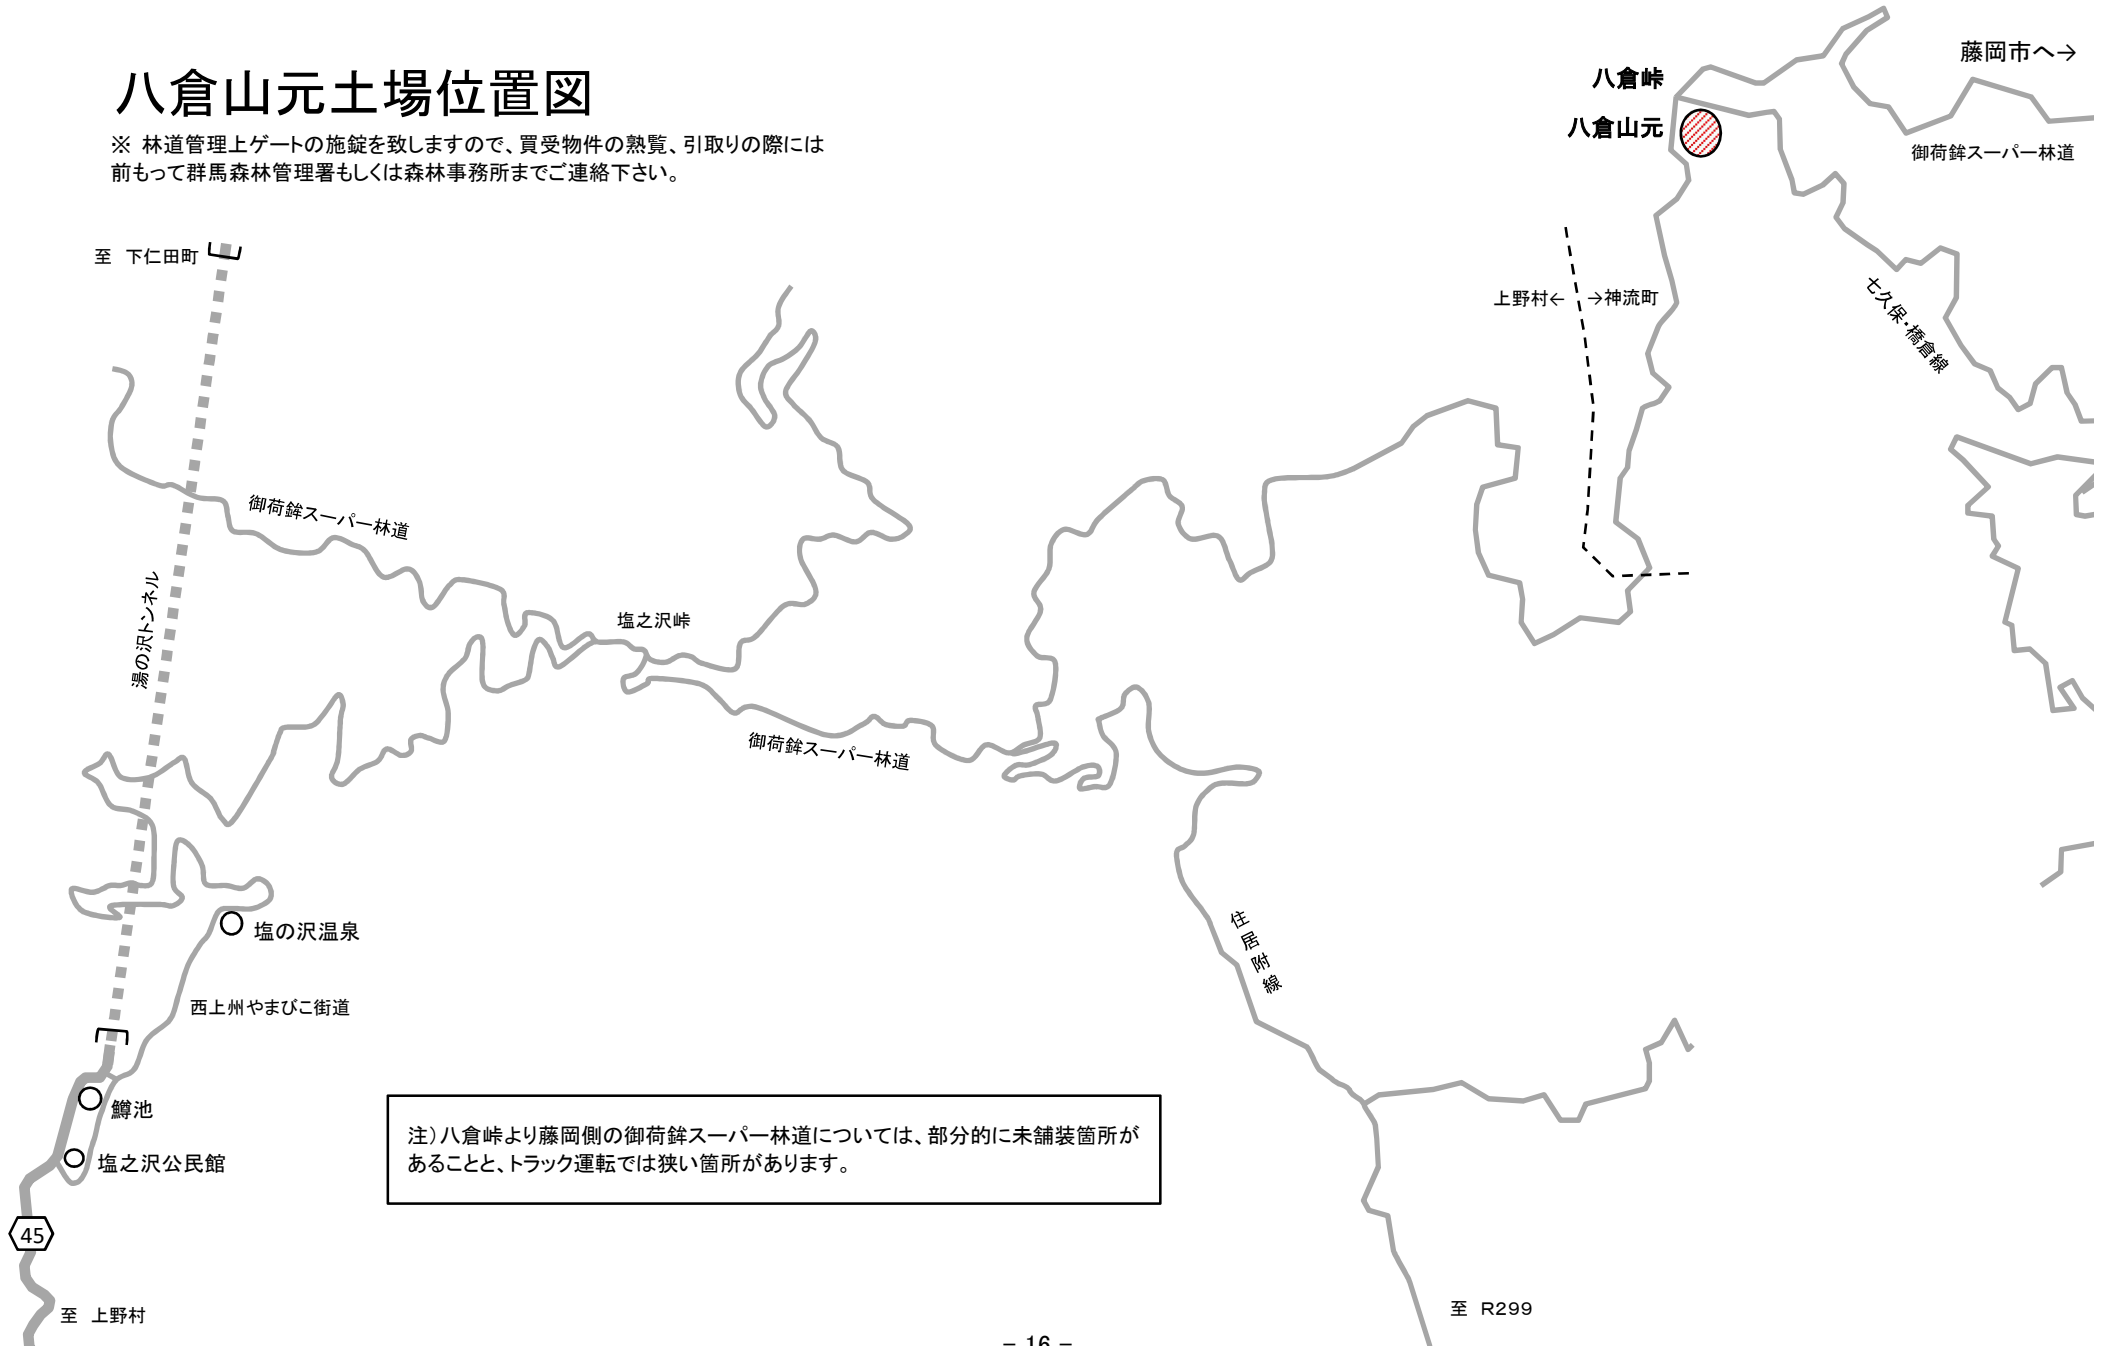 八倉山元土場位置図
※ 林道管理上ゲートの施錠を致しますので、買受物件の熟覧、引取りの際には
前もって群馬森林管理署もしくは森林事務所までご連絡下さい。
藤岡市へ→
八倉峠
八倉山元
御荷鉾スーパー林道
至 下仁田町
上野村← →神流町
七久保・橋倉線
御荷鉾スーパー林道
湯の沢トンネル
塩之沢峠
御荷鉾スーパー林道
塩の沢温泉
住居附線
西上州やまびこ街道
鱒池
塩之沢公民館
注）八倉峠より藤岡側の御荷鉾スーパー林道については、部分的に未舗装箇所が
あることと、トラック運転では狭い箇所があります。
45
至 上野村
至 R299
- 16 -